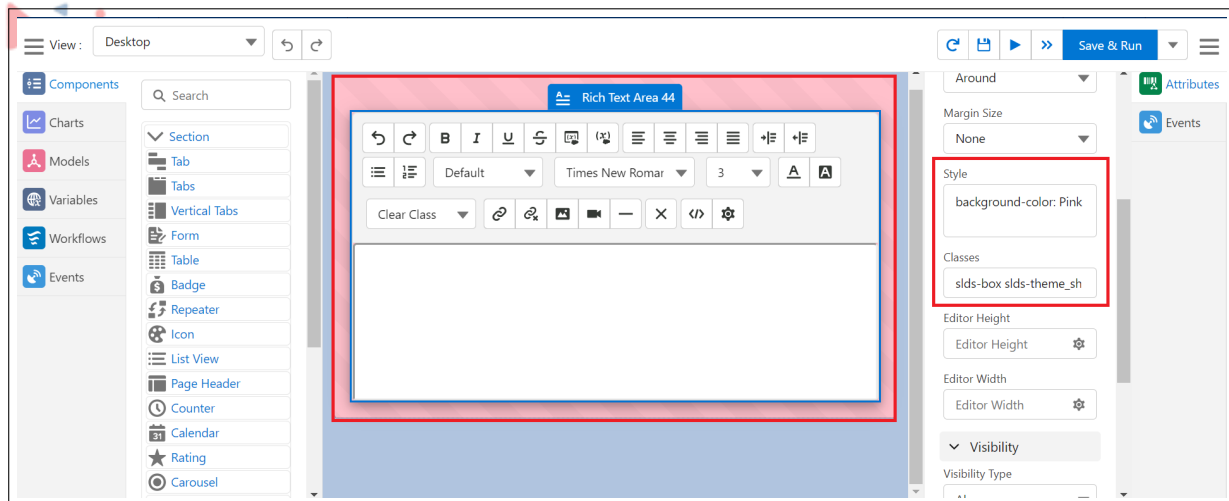 View :
Desktop
Save & Run
Components
Charts
Models
Variables
Workflows
Events
Search
Section
Tab
Tabs
Vertical Tabs
Form
Table
Badge
Repeater
Icon
List View
Page Header
Counter
31 Calendar
Rating
Carousel
Rich Text Area 44
B I U S
Default
Times New Romar
3
A A
Clear Class
Around
Margin Size
None
Style
background-color: Pink
Classes
slds-box slds-theme_sh
Editor Height
Editor Height
Editor Width
Editor Width
Visibility
Visibility Type
Attributes
Events